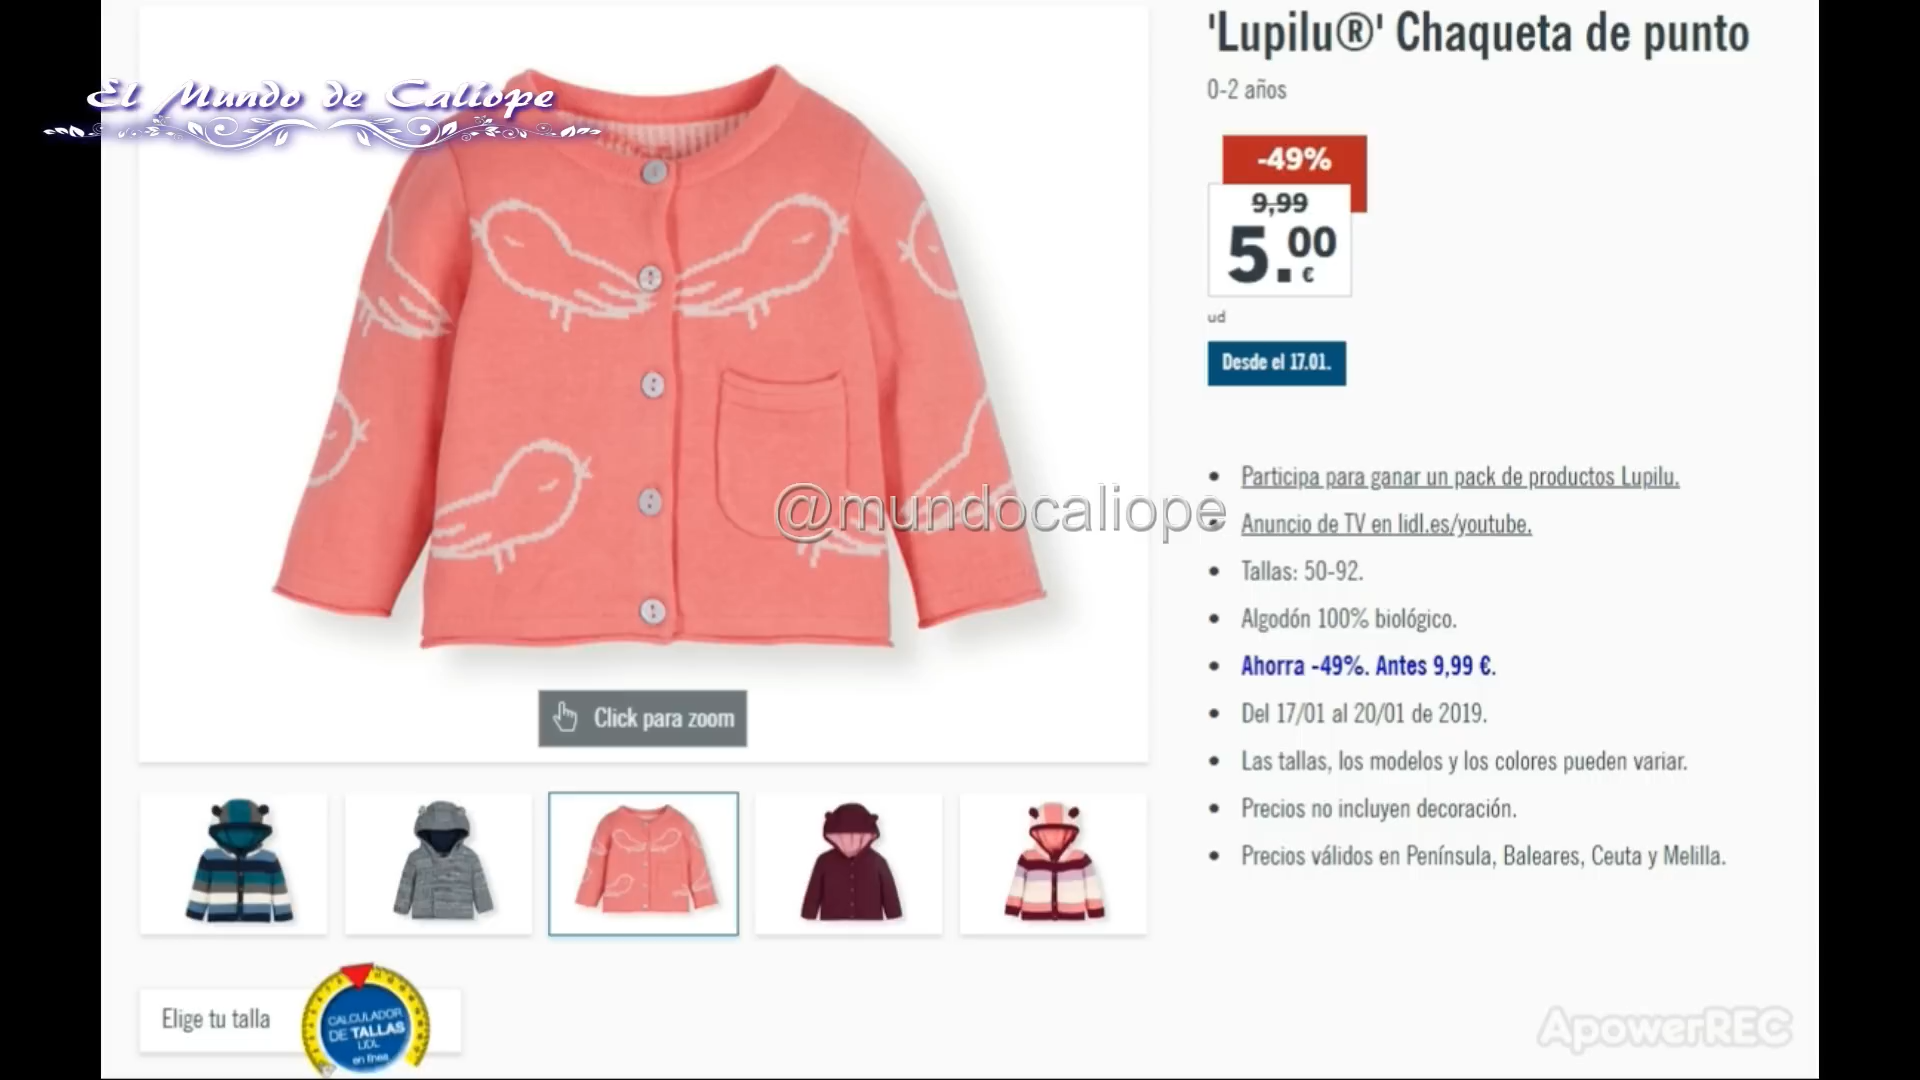 El Mundo de Caliope
'Lupilu®' Chaqueta de punto
0-2 años
-49%
9,99
5.00
€
ud
Desde el 17.01.
Participa para ganar un pack de productos Lupilu.
@mundocaliope
Anuncio de TV en lidl.es/youtube.
Tallas: 50-92.
Algodón 100% biológico.
Ahorra -49%. Antes 9,99 €.
Del 17/01 al 20/01 de 2019.
Las tallas, los modelos y los colores pueden variar.
Precios no incluyen decoración.
Precios válidos en Península, Baleares, Ceuta y Melilla.
Click para zoom
Elige tu talla
CALCULADOR
DE TALLAS
LIDL
en línea
ApowerREC